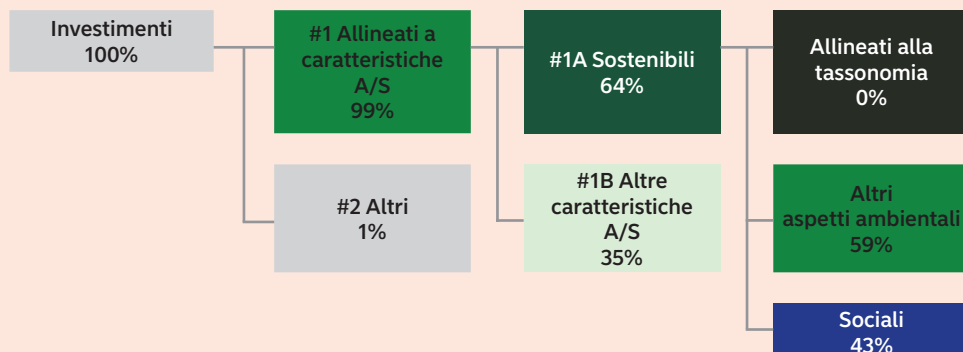 Investimenti
100%
#1 Allineati a
caratteristiche
A/S
99%
#1A Sostenibili
64%
Allineati alla
tassonomia
0%
#2 Altri
1%
#1B Altre
caratteristiche
A/S
35%
Altri
aspetti ambientali
59%
Sociali
43%